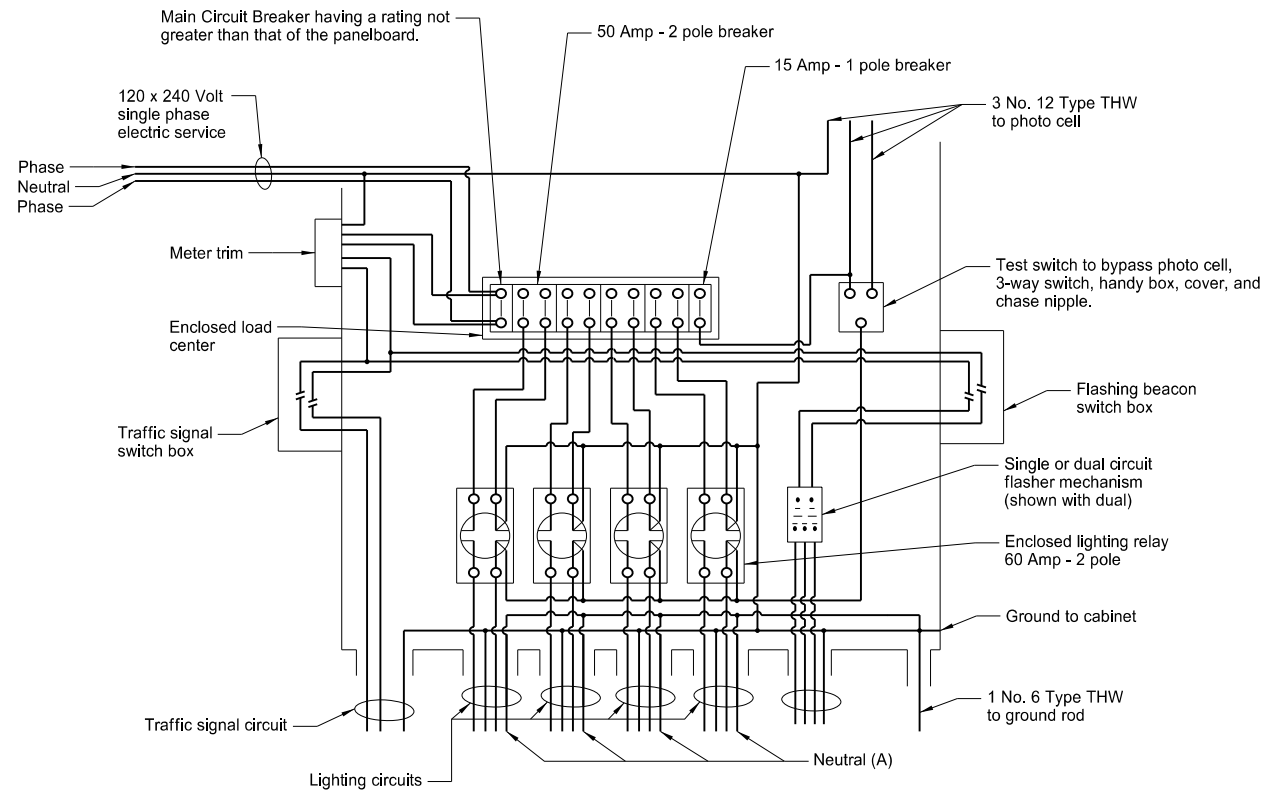 Main Circuit Breaker having a rating not
greater than that of the panelboard.
50 Amp - 2 pole breaker
15 Amp - 1 pole breaker
120 x 240 Volt
single phase
electric service
3 No. 12 Type THW
to photo cell
Phase
Neutral
Phase
Meter trim
Test switch to bypass photo cell,
3-way switch, handy box, cover, and
chase nipple.
Enclosed load
center
Flashing beacon
switch box
Traffic signal
switch box
Single or dual circuit
flasher mechanism
(shown with dual)
Enclosed lighting relay
60 Amp - 2 pole
Ground to cabinet
1 No. 6 Type THW
to ground rod
Traffic signal circuit
Neutral (A)
Lighting circuits